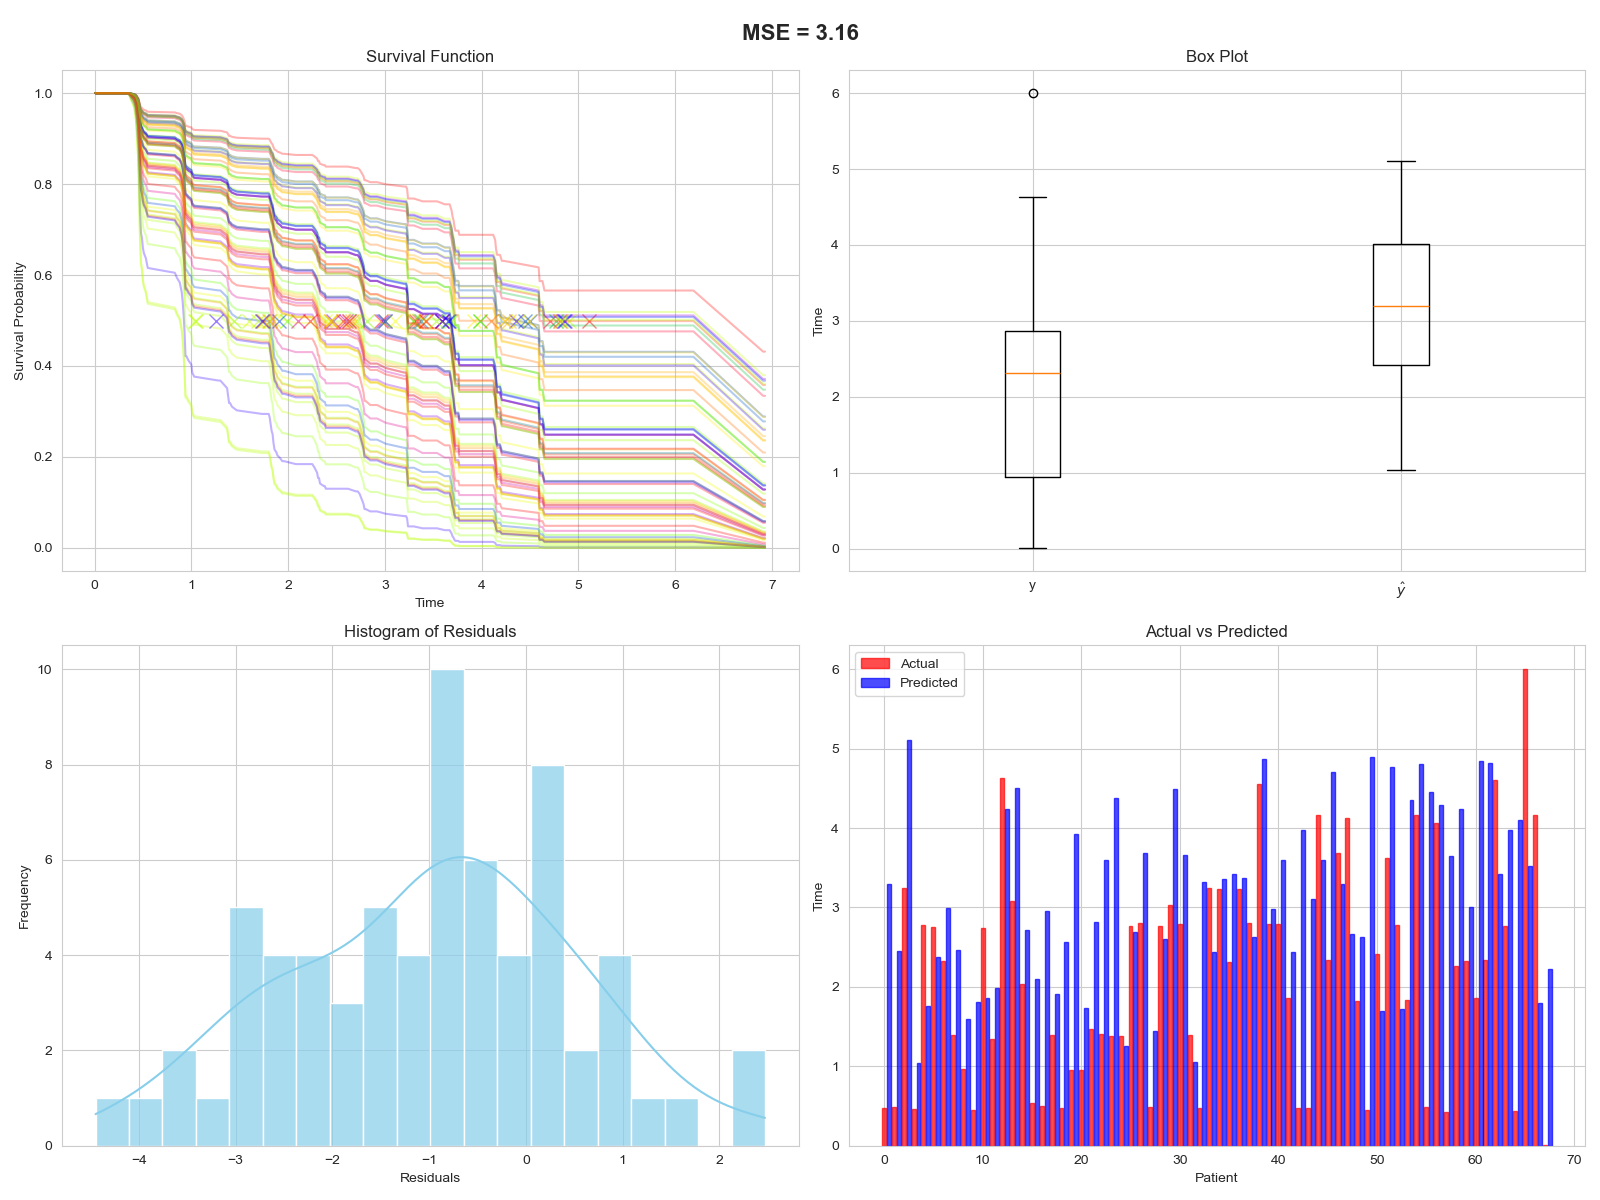 MSE = 3.16
Survival Function
Survival Probability
1.0
0.8
0.6
0.4
0.2
0.0
0 1 2 3 4 5 6 7
Time
Box Plot
Time
6
5
4
3
2
1
0
y ŷ
Histogram of Residuals
Frequency
10
8
6
4
2
0
−4 −3 −2 −1 0 1 2
Residuals
Actual vs Predicted
Actual
Predicted
Time
6
5
4
3
2
1
0
0 10 20 30 40 50 60 70
Patient